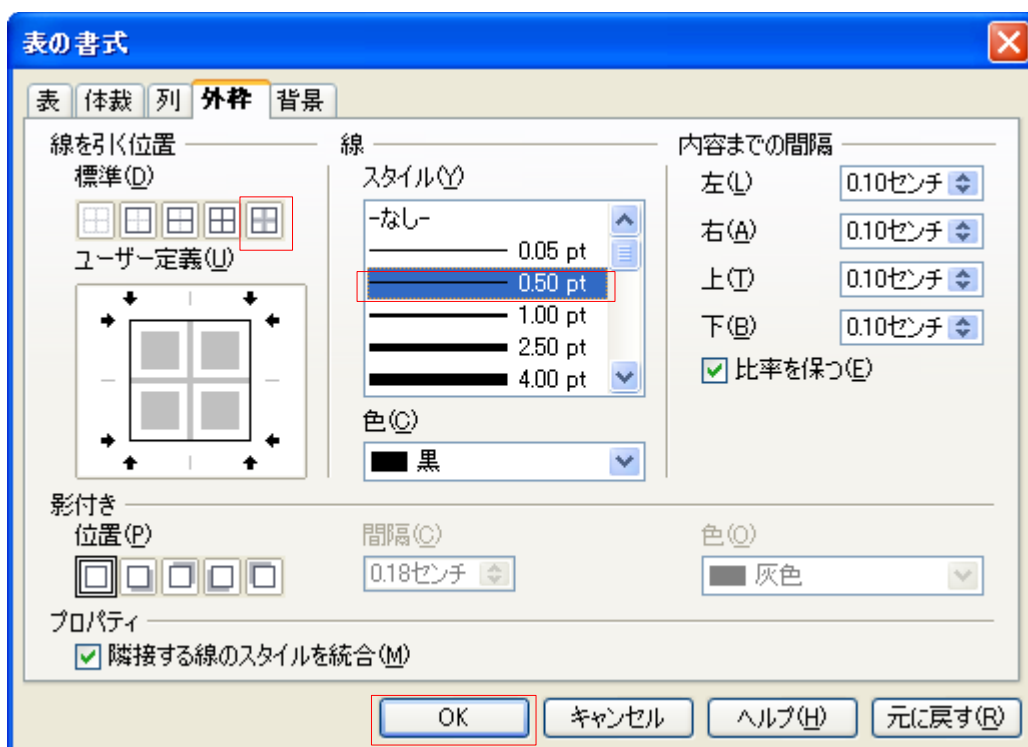 表の書式
表 体裁 列 外枠 背景
線を引く位置
標準(D)
ユーザー定義(U)
線
スタイル(Y)
-なし-
0.05 pt
0.50 pt
1.00 pt
2.50 pt
4.00 pt
色(C)
黒
内容までの間隔
左(L) 0.10センチ
右(A) 0.10センチ
上(T) 0.10センチ
下(B) 0.10センチ
比率を保つ(E)
影付き
位置(P)
間隔(C)
0.18センチ
色(O)
灰色
プロパティ
隣接する線のスタイルを統合(M)
OK キャンセル ヘルプ(H) 元に戻す(R)